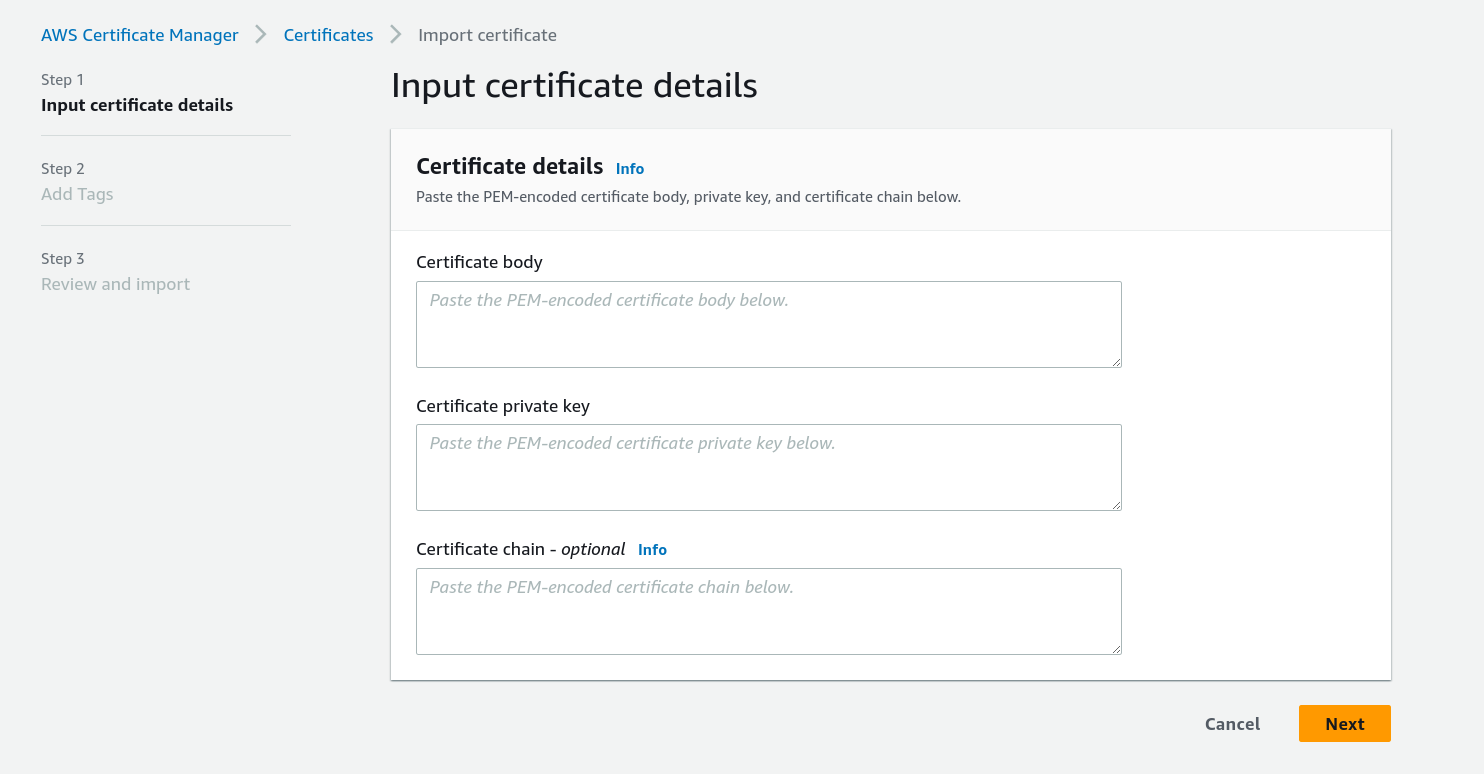 AWS Certificate Manager > Certificates > Import certificate
Step 1
Input certificate details
Step 2
Add Tags
Step 3
Review and import
Input certificate details
Certificate details Info
Paste the PEM-encoded certificate body, private key, and certificate chain below.
Certificate body
Paste the PEM-encoded certificate body below.
Certificate private key
Paste the PEM-encoded certificate private key below.
Certificate chain - optional Info
Paste the PEM-encoded certificate chain below.
Cancel Next